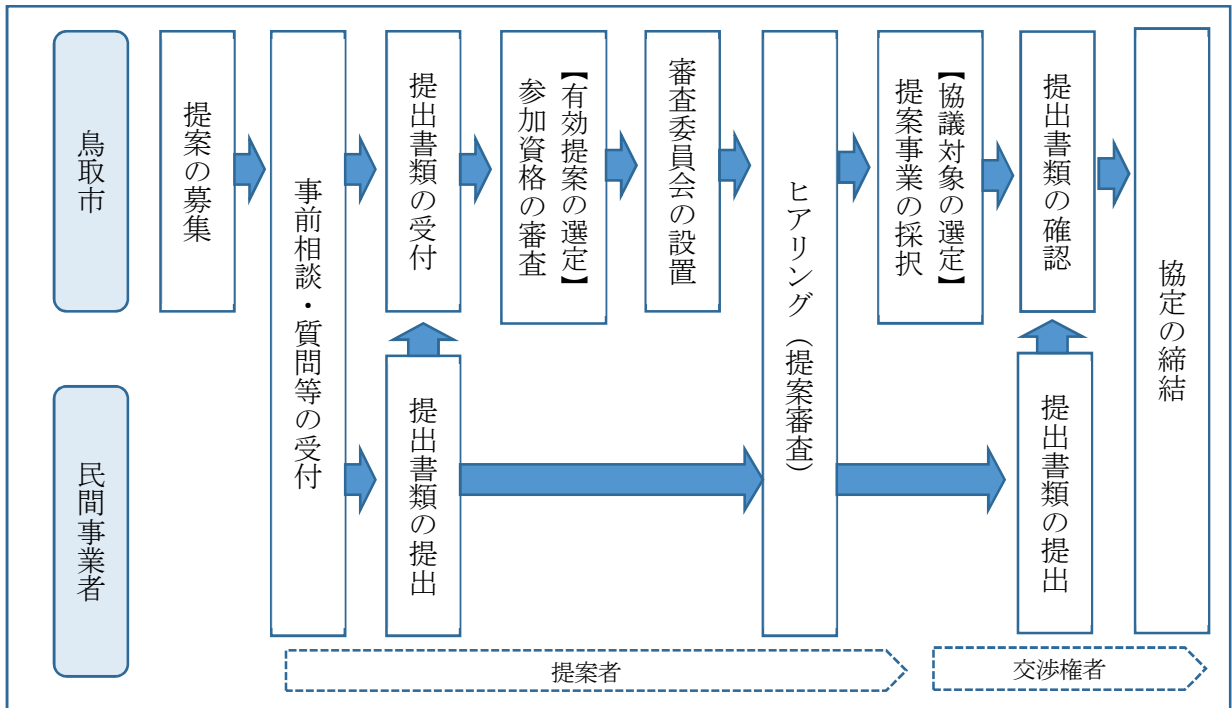 鳥取市
提案の募集
事前相談・質問等の受付
提出書類の受付
【有効提案の選定】
参加資格の審査
審査委員会の設置
ヒアリング（提案審査）
【協議対象の選定】
提案事業の採択
提出書類の確認
協定の締結
民間事業者
提出書類の提出
提出書類の提出
提案者
交渉権者